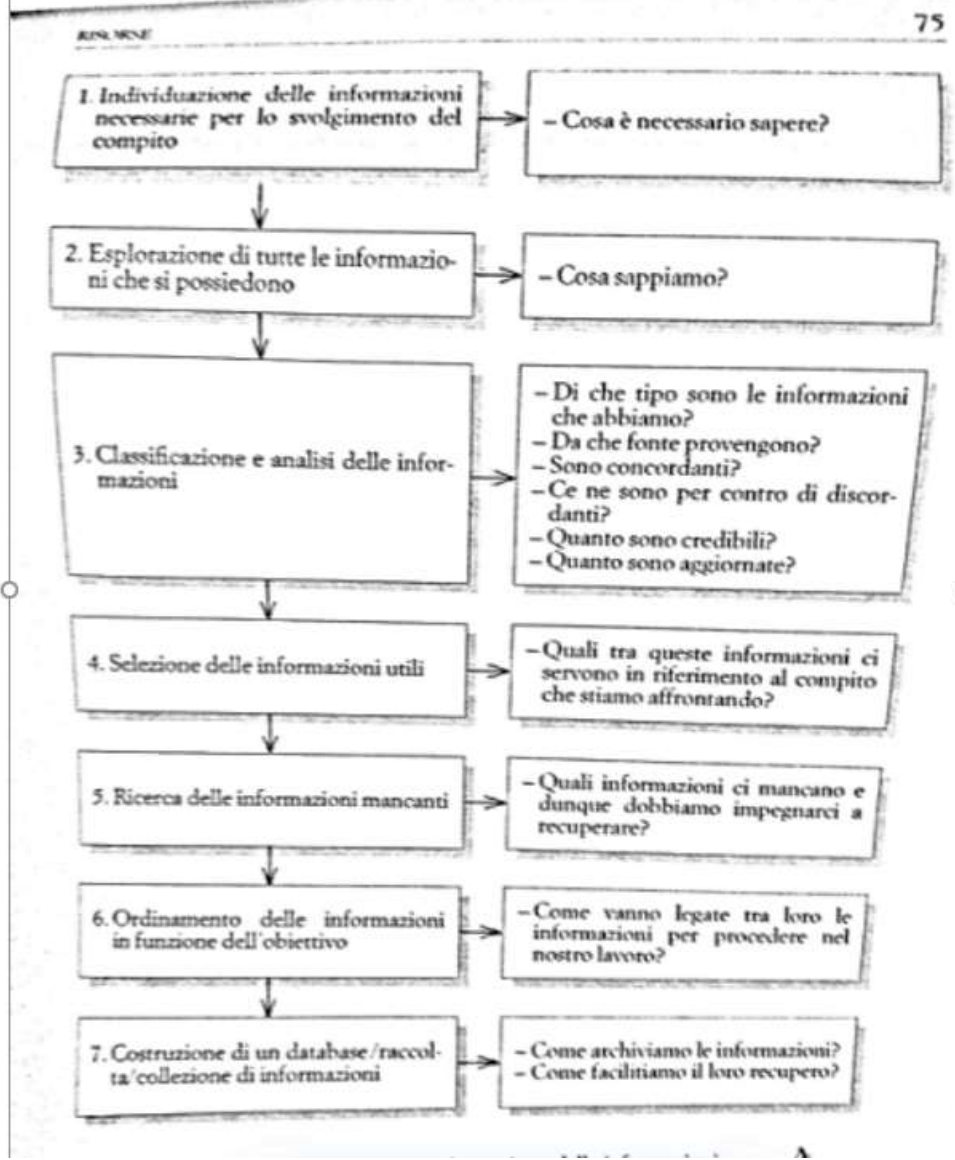 75
RISORSE
1. Individuazione delle informazioni
necessarie per lo svolgimento del
compito
– Cosa è necessario sapere?
2. Esplorazione di tutte le informazio-
ni che si possiedono
– Cosa sappiamo?
3. Classificazione e analisi delle infor-
mazioni
– Di che tipo sono le informazioni
che abbiamo?
– Da che fonte provengono?
– Sono concordanti?
– Ce ne sono per contro di discor-
danti?
– Quanto sono credibili?
– Quanto sono aggiornate?
4. Selezione delle informazioni utili
– Quali tra queste informazioni ci
servono in riferimento al compito
che stiamo affrontando?
5. Ricerca delle informazioni mancanti
– Quali informazioni ci mancano e
dunque dobbiamo impegnarci a
recuperare?
6. Ordinamento delle informazioni
in funzione dell'obiettivo
– Come vanno legate tra loro le
informazioni per procedere nel
nostro lavoro?
7. Costruzione di un database/raccol-
ta/collezione di informazioni
– Come archiviamo le informazioni?
– Come facilitiamo il loro recupero?